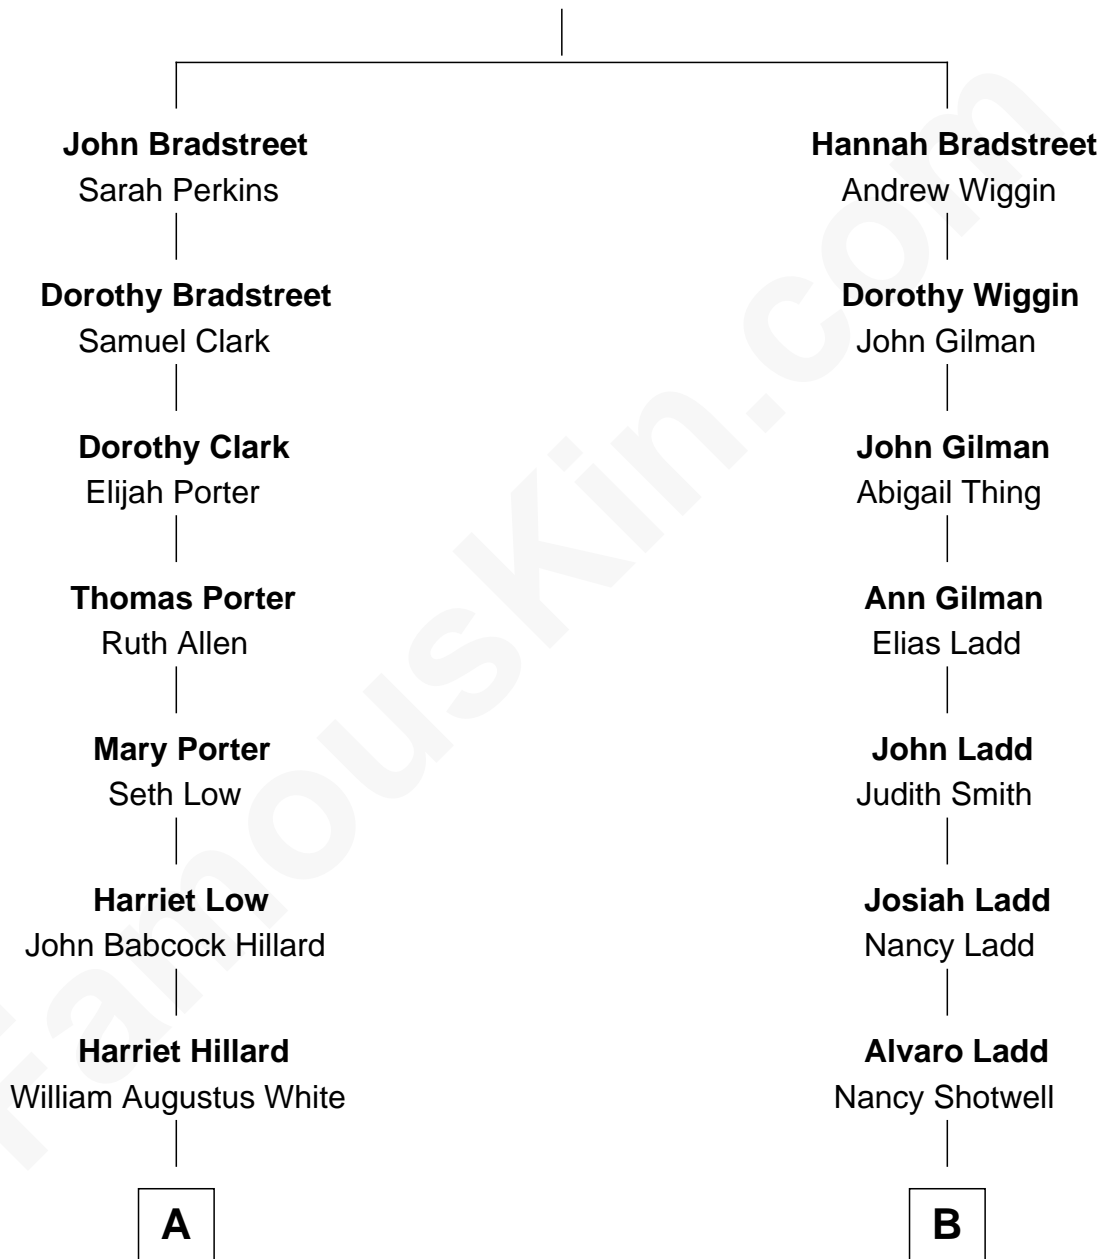 John Bradstreet
Sarah Perkins
Hannah Bradstreet
Andrew Wiggin
Dorothy Bradstreet
Samuel Clark
Dorothy Wiggin
John Gilman
Dorothy Clark
Elijah Porter
John Gilman
Abigail Thing
Thomas Porter
Ruth Allen
Ann Gilman
Elias Ladd
Mary Porter
Seth Low
John Ladd
Judith Smith
Harriet Low
John Babcock Hillard
Josiah Ladd
Nancy Ladd
Harriet Hillard
William Augustus White
Alvaro Ladd
Nancy Shotwell
A
B
FamousKin.com